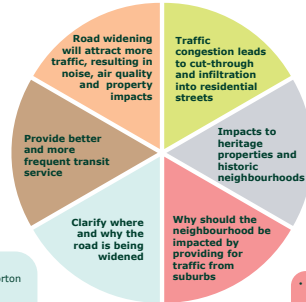 Road widening
will attract more
traffic, resulting in
noise, air quality
and property
impacts
Traffic
congestion leads
to cut-through
and infiltration
into residential
streets
Provide better
and more
frequent transit
service
Impacts to
heritage
properties and
historic
neighbourhoods
Clarify where
and why the
road is being
widened
Why should the
neighbourhood be
impacted by
providing for
traffic from
suburbs